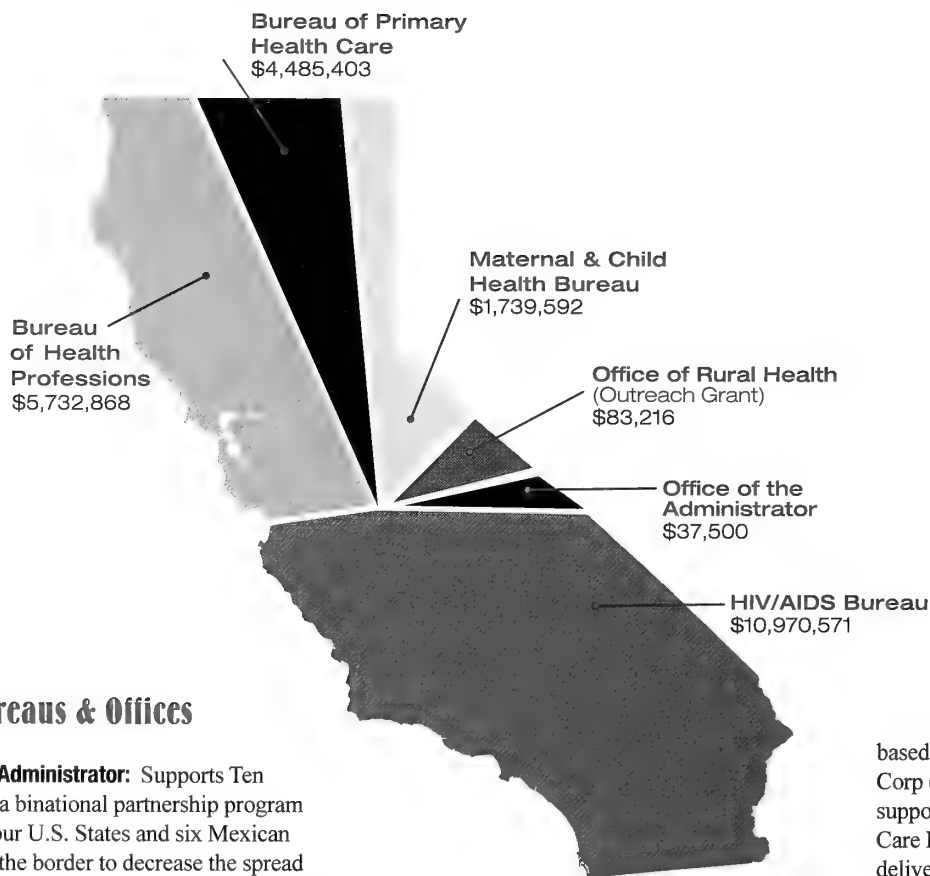 Bureau of Primary
Health Care
$4,485,403
Maternal & Child
Health Bureau
$1,739,592
Bureau
of Health
Professions
$5,732,868
Office of Rural Health
(Outreach Grant)
$83,216
Office of the
Administrator
$37,500
HIV/AIDS Bureau
$10,970,571
reaus & Offices
Administrator: Supports Ten
a binational partnership program
our U.S. States and six Mexican
the border to decrease the spread
based
Corp
suppo
Care
delive